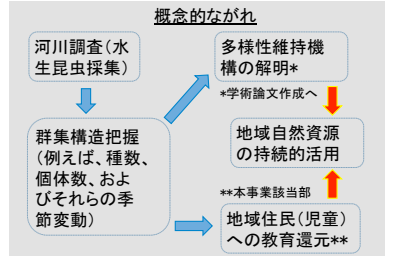 概念的ながれ
河川調査(水
生昆虫採集)
群集構造把握
(例えば、種数、
個体数、およ
びそれらの季
節変動)
多様性維持機
構の解明*
*学術論文作成へ
地域自然資源
の持続的活用
**本事業該当部
地域住民(児童)
への教育還元**